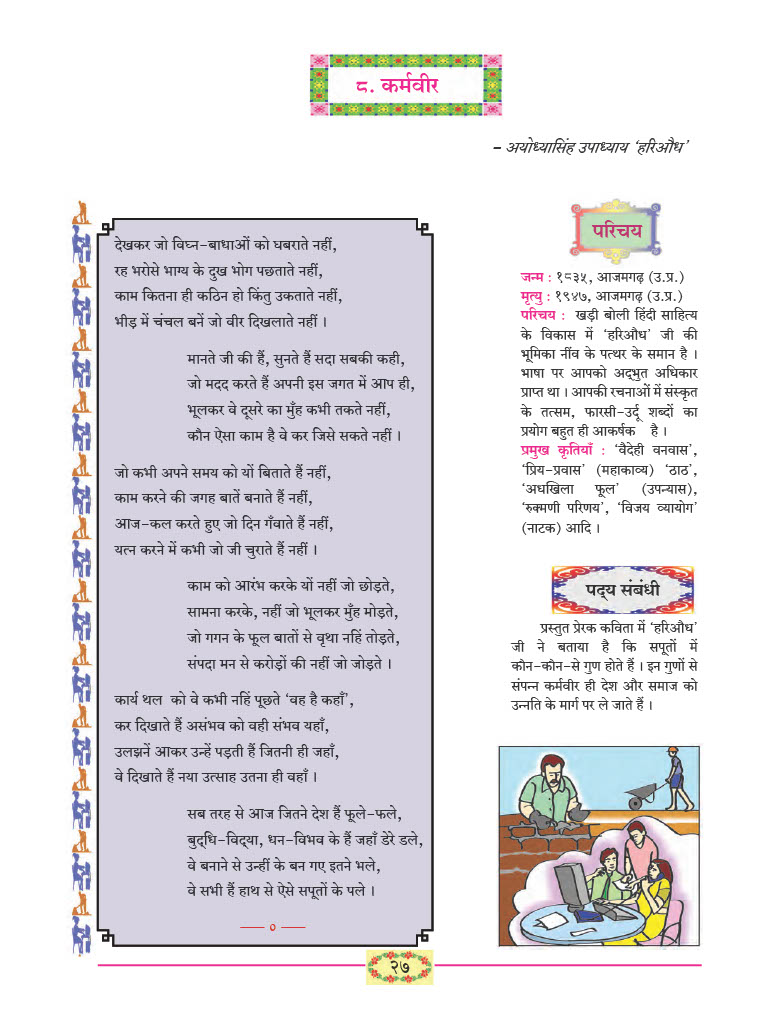 ८. कर्मवीर
– अयोध्यासिंह उपाध्याय ‘हरिऔध’
देखकर जो विघ्न-बाधाओं को घबराते नहीं,
रह भरोसे भाग्य के दुख भोग पछताते नहीं,
काम कितना ही कठिन हो किंतु उकताते नहीं,
भीड़ में चंचल बनें जो वीर दिखलाते नहीं ।
मानते जी की हैं, सुनते हैं सदा सबकी कही,
जो मदद करते हैं अपनी इस जगत में आप ही,
भूलकर वे दूसरे का मुँह कभी तकते नहीं,
कौन ऐसा काम है वे कर जिसे सकते नहीं ।
जो कभी अपने समय को यों बिताते हैं नहीं,
काम करने की जगह बातें बनाते हैं नहीं,
आज-कल करते हुए जो दिन गँवाते हैं नहीं,
यत्न करने में कभी जो जी चुराते हैं नहीं ।
काम को आरंभ करके यों नहीं जो छोड़ते,
सामना करके, नहीं जो भूलकर मुँह मोड़ते,
जो गगन के फूल बातों से वृथा नहिं तोड़ते,
संपदा मन से करोड़ों की नहीं जो जोड़ते ।
कार्य थल को वे कभी नहिं पूछते ‘वह है कहाँ’,
कर दिखाते हैं असंभव को वही संभव यहाँ,
उलझनें आकर उन्हें पड़ती हैं जितनी ही जहाँ,
वे दिखाते हैं नया उत्साह उतना ही वहाँ ।
सब तरह से आज जितने देश हैं फूले-फले,
बुद्धि-विद्या, धन-विभव के हैं जहाँ डेरे डले,
वे बनाने से उन्हीं के बन गए इतने भले,
वे सभी हैं हाथ से ऐसे सपूतों के पले ।
—— ० ——
परिचय
जन्म : १८३५, आजमगढ़ (उ.प्र.)
मृत्यु : १९४७, आजमगढ़ (उ.प्र.)
परिचय : खड़ी बोली हिंदी साहित्य
के विकास में ‘हरिऔध’ जी की
भूमिका नींव के पत्थर के समान है ।
भाषा पर आपको अद्भुत अधिकार
प्राप्त था । आपकी रचनाओं में संस्कृत
के तत्सम, फारसी-उर्दू शब्दों का
प्रयोग बहुत ही आकर्षक है ।
प्रमुख कृतियाँ : ‘वैदेही वनवास’,
‘प्रिय-प्रवास’ (महाकाव्य) ‘ठाठ’,
‘अधखिला फूल’ (उपन्यास),
‘रुक्मणी परिणय’, ‘विजय व्यायोग’
(नाटक) आदि ।
पद्य संबंधी
प्रस्तुत प्रेरक कविता में ‘हरिऔध’
जी ने बताया है कि सपूतों में
कौन-कौन-से गुण होते हैं । इन गुणों से
संपन्न कर्मवीर ही देश और समाज को
उन्नति के मार्ग पर ले जाते हैं ।
२७